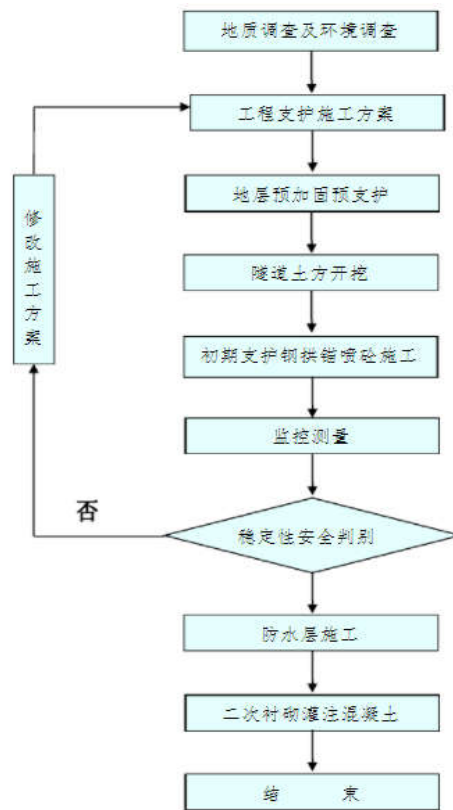 地质调查及环境调查
工程支护施工方案
地层预加固预支护
修改施工方案
隧道土方开挖
初期支护钢拱锚喷砼施工
监控测量
否
稳定性安全判别
防水层施工
二次衬砌灌注混凝土
结 束